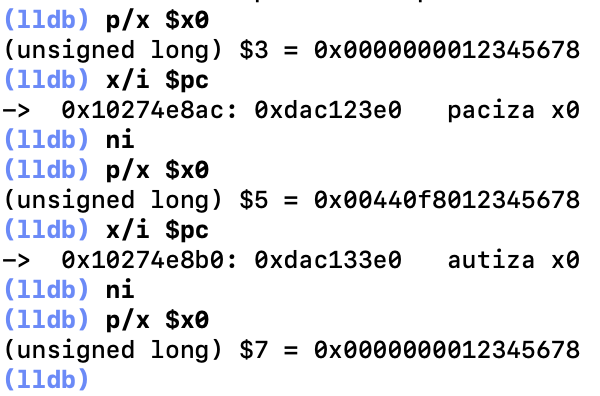 (lldb) p/x $x0
(unsigned long) $3 = 0x0000000012345678
(lldb) x/i $pc
-> 0x10274e8ac: 0xdac123e0 paciza x0
(lldb) ni
(lldb) p/x $x0
(unsigned long) $5 = 0x00440f8012345678
(lldb) x/i $pc
-> 0x10274e8b0: 0xdac133e0 autiza x0
(lldb) ni
(lldb) p/x $x0
(unsigned long) $7 = 0x0000000012345678
(lldb)